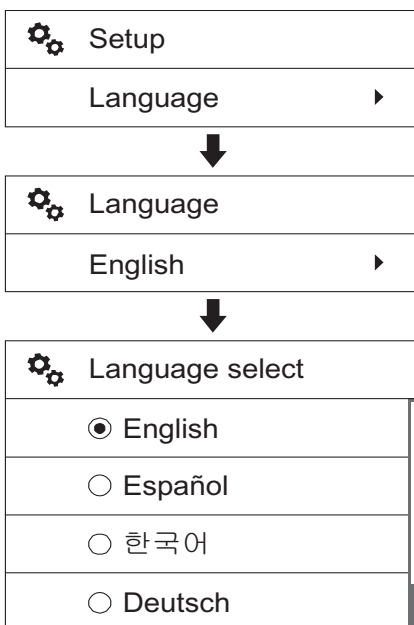 Setup
Language
Language
English
Language select
English
Español
한국어
Deutsch